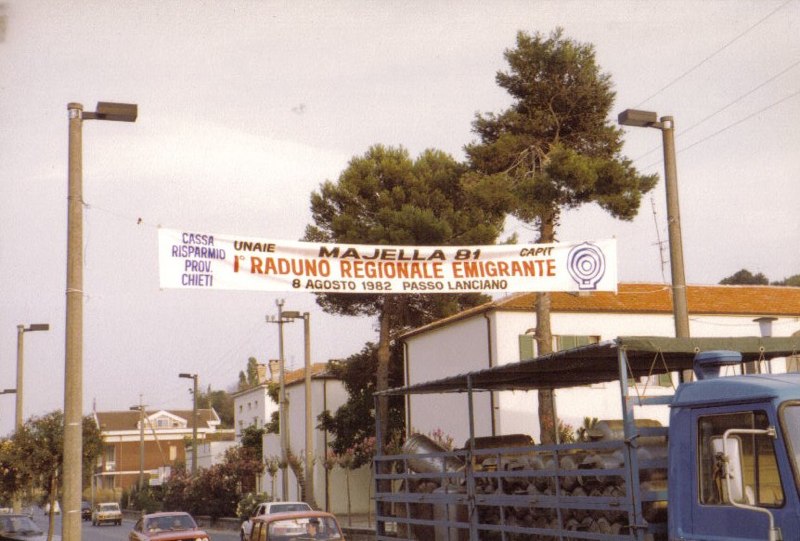 CASSA
RISPARMIO
PROV.
CHIETI
UNAIE MAJELLA 81 CAPIT
1° RADUNO REGIONALE EMIGRANTE
8 AGOSTO 1982 PASSO LANCIANO